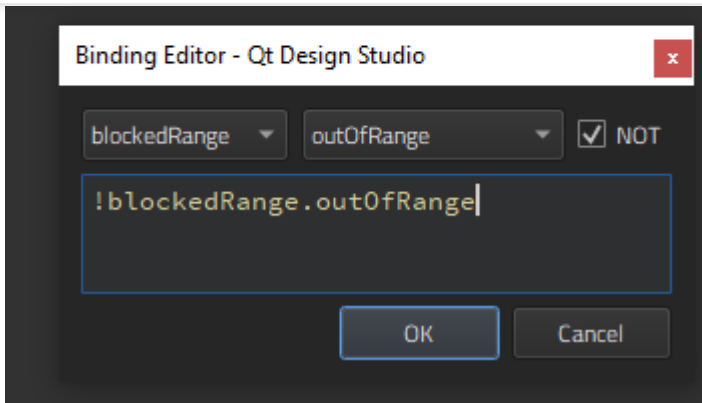 Binding Editor - Qt Design Studio
x
blockedRange outOfRange NOT
!blockedRange.outOfRange
OK Cancel